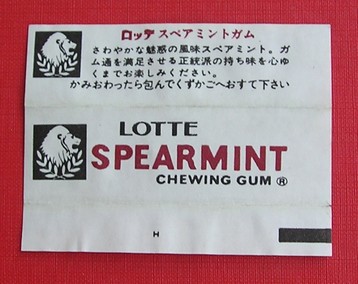 ロッテ スペアミントガム
さわやかな魅惑の風味スペアミント。ガ
ム通を満足させる正統派の持ち味を心ゆ
くまでお楽しみください。
かみおわったら包んでくずかごへおすて下さい
LOTTE
SPEARMINT
CHEWING GUM ®
H